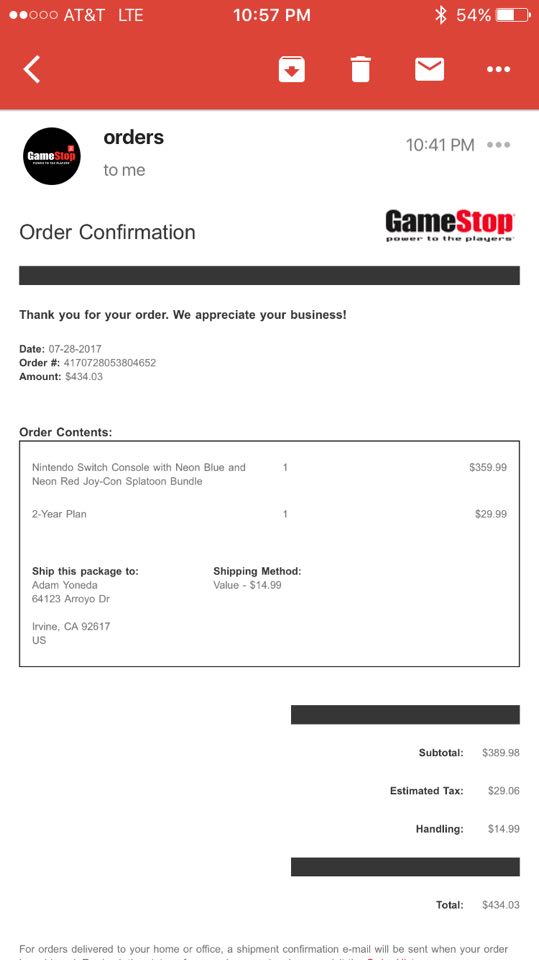 AT&T LTE 10:57 PM 54%
orders
10:41 PM
to me
GameStop
POWER TO THE PLAYERS
Order Confirmation
GameStop
power to the players
Thank you for your order. We appreciate your business!
Date: 07-28-2017
Order #: 4170728053804652
Amount: $434.03
Order Contents:
Nintendo Switch Console with Neon Blue and 1 $359.99
Neon Red Joy-Con Splatoon Bundle
2-Year Plan 1 $29.99
Ship this package to: Shipping Method:
Adam Yoneda Value - $14.99
64123 Arroyo Dr
Irvine, CA 92617
US
Subtotal: $389.98
Estimated Tax: $29.06
Handling: $14.99
Total: $434.03
For orders delivered to your home or office, a shipment confirmation e-mail will be sent when your order